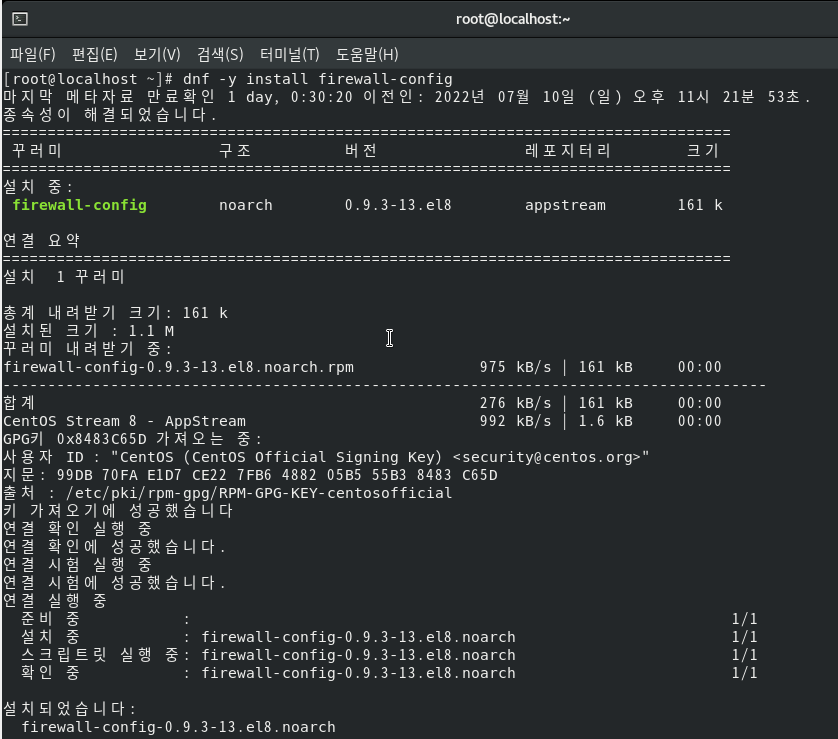 root@localhost:~
파일(F) 편집(E) 보기(V) 검색(S) 터미널(T) 도움말(H)
[root@localhost ~]# dnf -y install firewall-config
마지막 메타자료 만료확인 1 day, 0:30:20 이전인: 2022년 07월 10일 (일) 오후 11시 21분 53초.
종속성이 해결되었습니다.
=================================================================================
꾸러미 구조 버전 레포지터리 크기
=================================================================================
설치 중:
firewall-config noarch 0.9.3-13.el8 appstream 161 k
연결 요약
=================================================================================
설치 1 꾸러미
총계 내려받기 크기: 161 k
설치된 크기 : 1.1 M
꾸러미 내려받기 중:
firewall-config-0.9.3-13.el8.noarch.rpm 975 kB/s | 161 kB 00:00
-------------------------------------------------------------------------------------
합계 276 kB/s | 161 kB 00:00
CentOS Stream 8 - AppStream 992 kB/s | 1.6 kB 00:00
GPG키 0x8483C65D 가져오는 중:
사용자 ID : "CentOS (CentOS Official Signing Key) <security@centos.org>"
지문: 99DB 70FA E1D7 CE22 7FB6 4882 05B5 55B3 8483 C65D
출처 : /etc/pki/rpm-gpg/RPM-GPG-KEY-centosofficial
키 가져오기에 성공했습니다
연결 확인 실행 중
연결 확인에 성공했습니다.
연결 시험 실행 중
연결 시험에 성공했습니다.
연결 실행 중
준비 중 : 1/1
설치 중 : firewall-config-0.9.3-13.el8.noarch 1/1
스크립트릿 실행 중: firewall-config-0.9.3-13.el8.noarch 1/1
확인 중 : firewall-config-0.9.3-13.el8.noarch 1/1
설치되었습니다:
firewall-config-0.9.3-13.el8.noarch